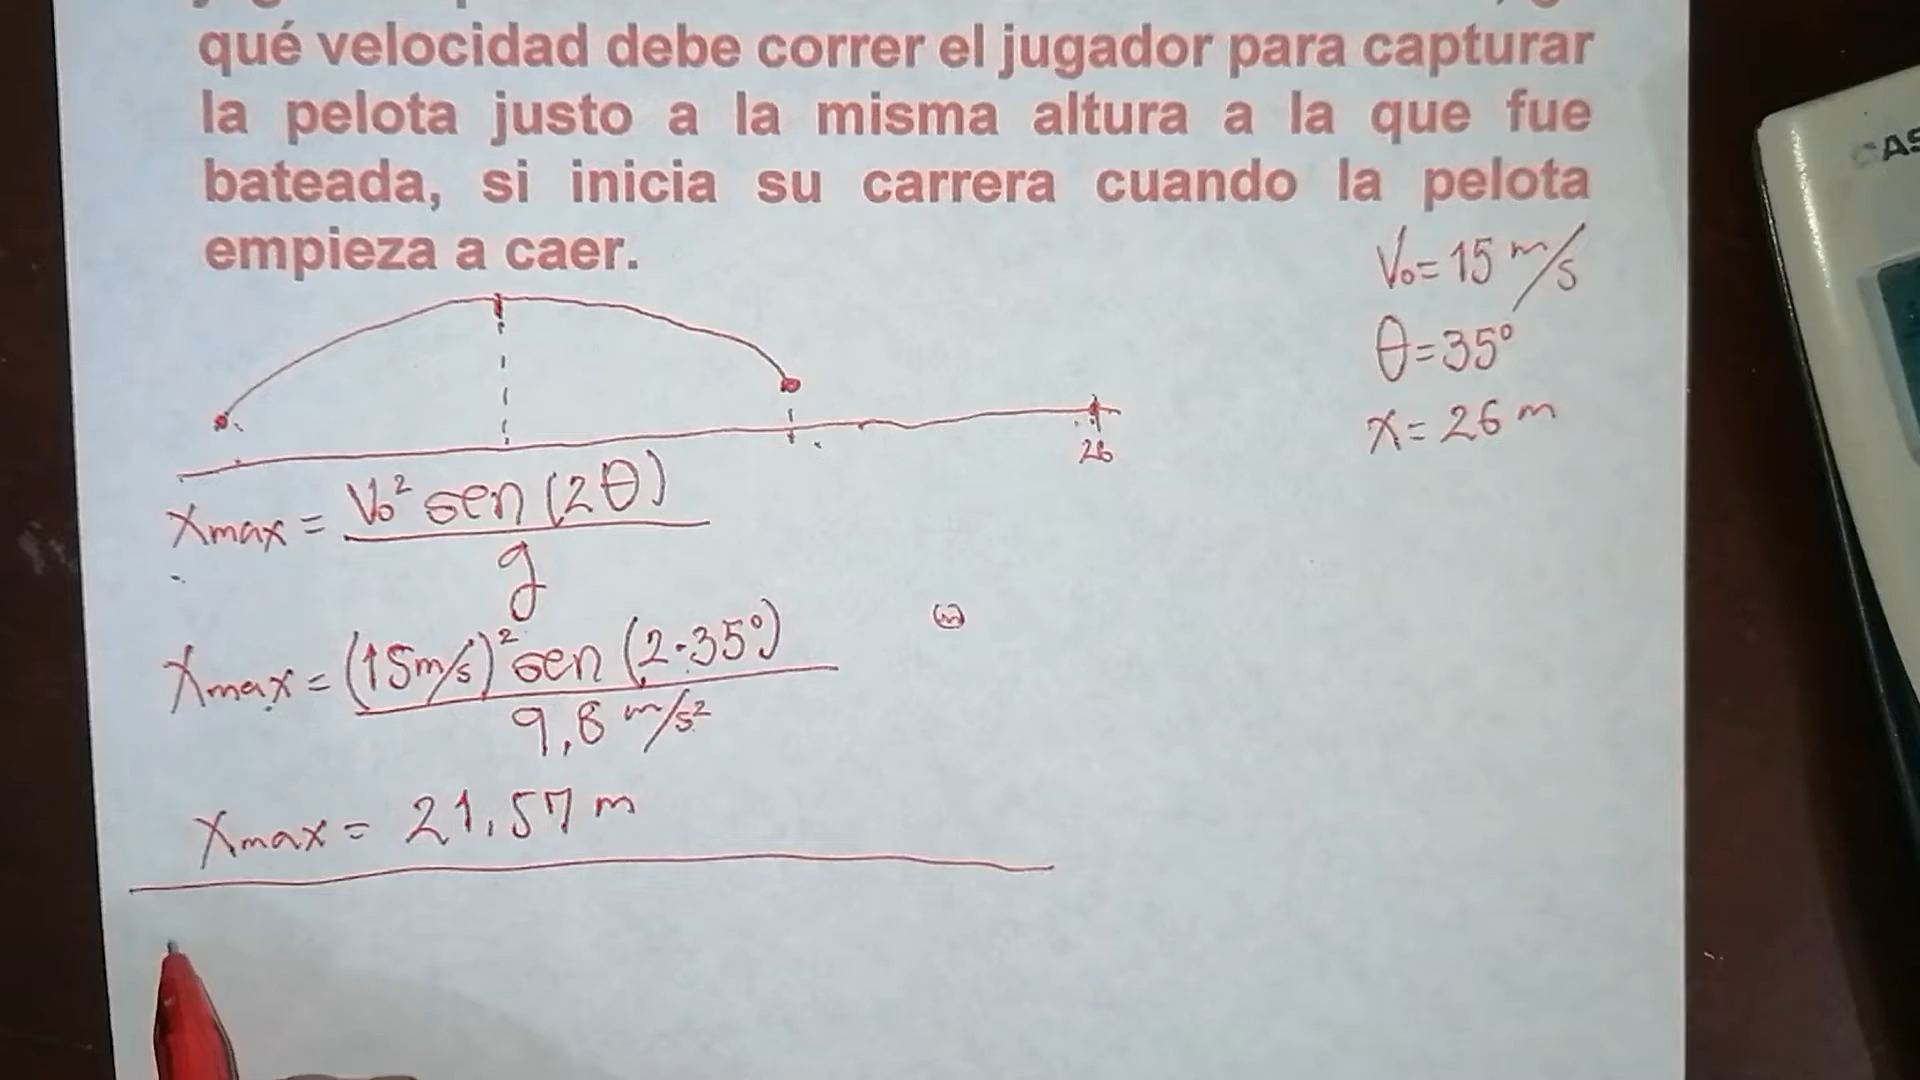 qué velocidad debe correr el jugador para capturar
la pelota justo a la misma altura a la que fue
bateada, si inicia su carrera cuando la pelota
empieza a caer.
V₀=15 m/s
θ=35°
x=26 m
26
Xmax = V₀² sen (2θ) / g
Xmax = (15m/s)² sen (2·35°) / 9,8 m/s²
Xmax = 21,57 m